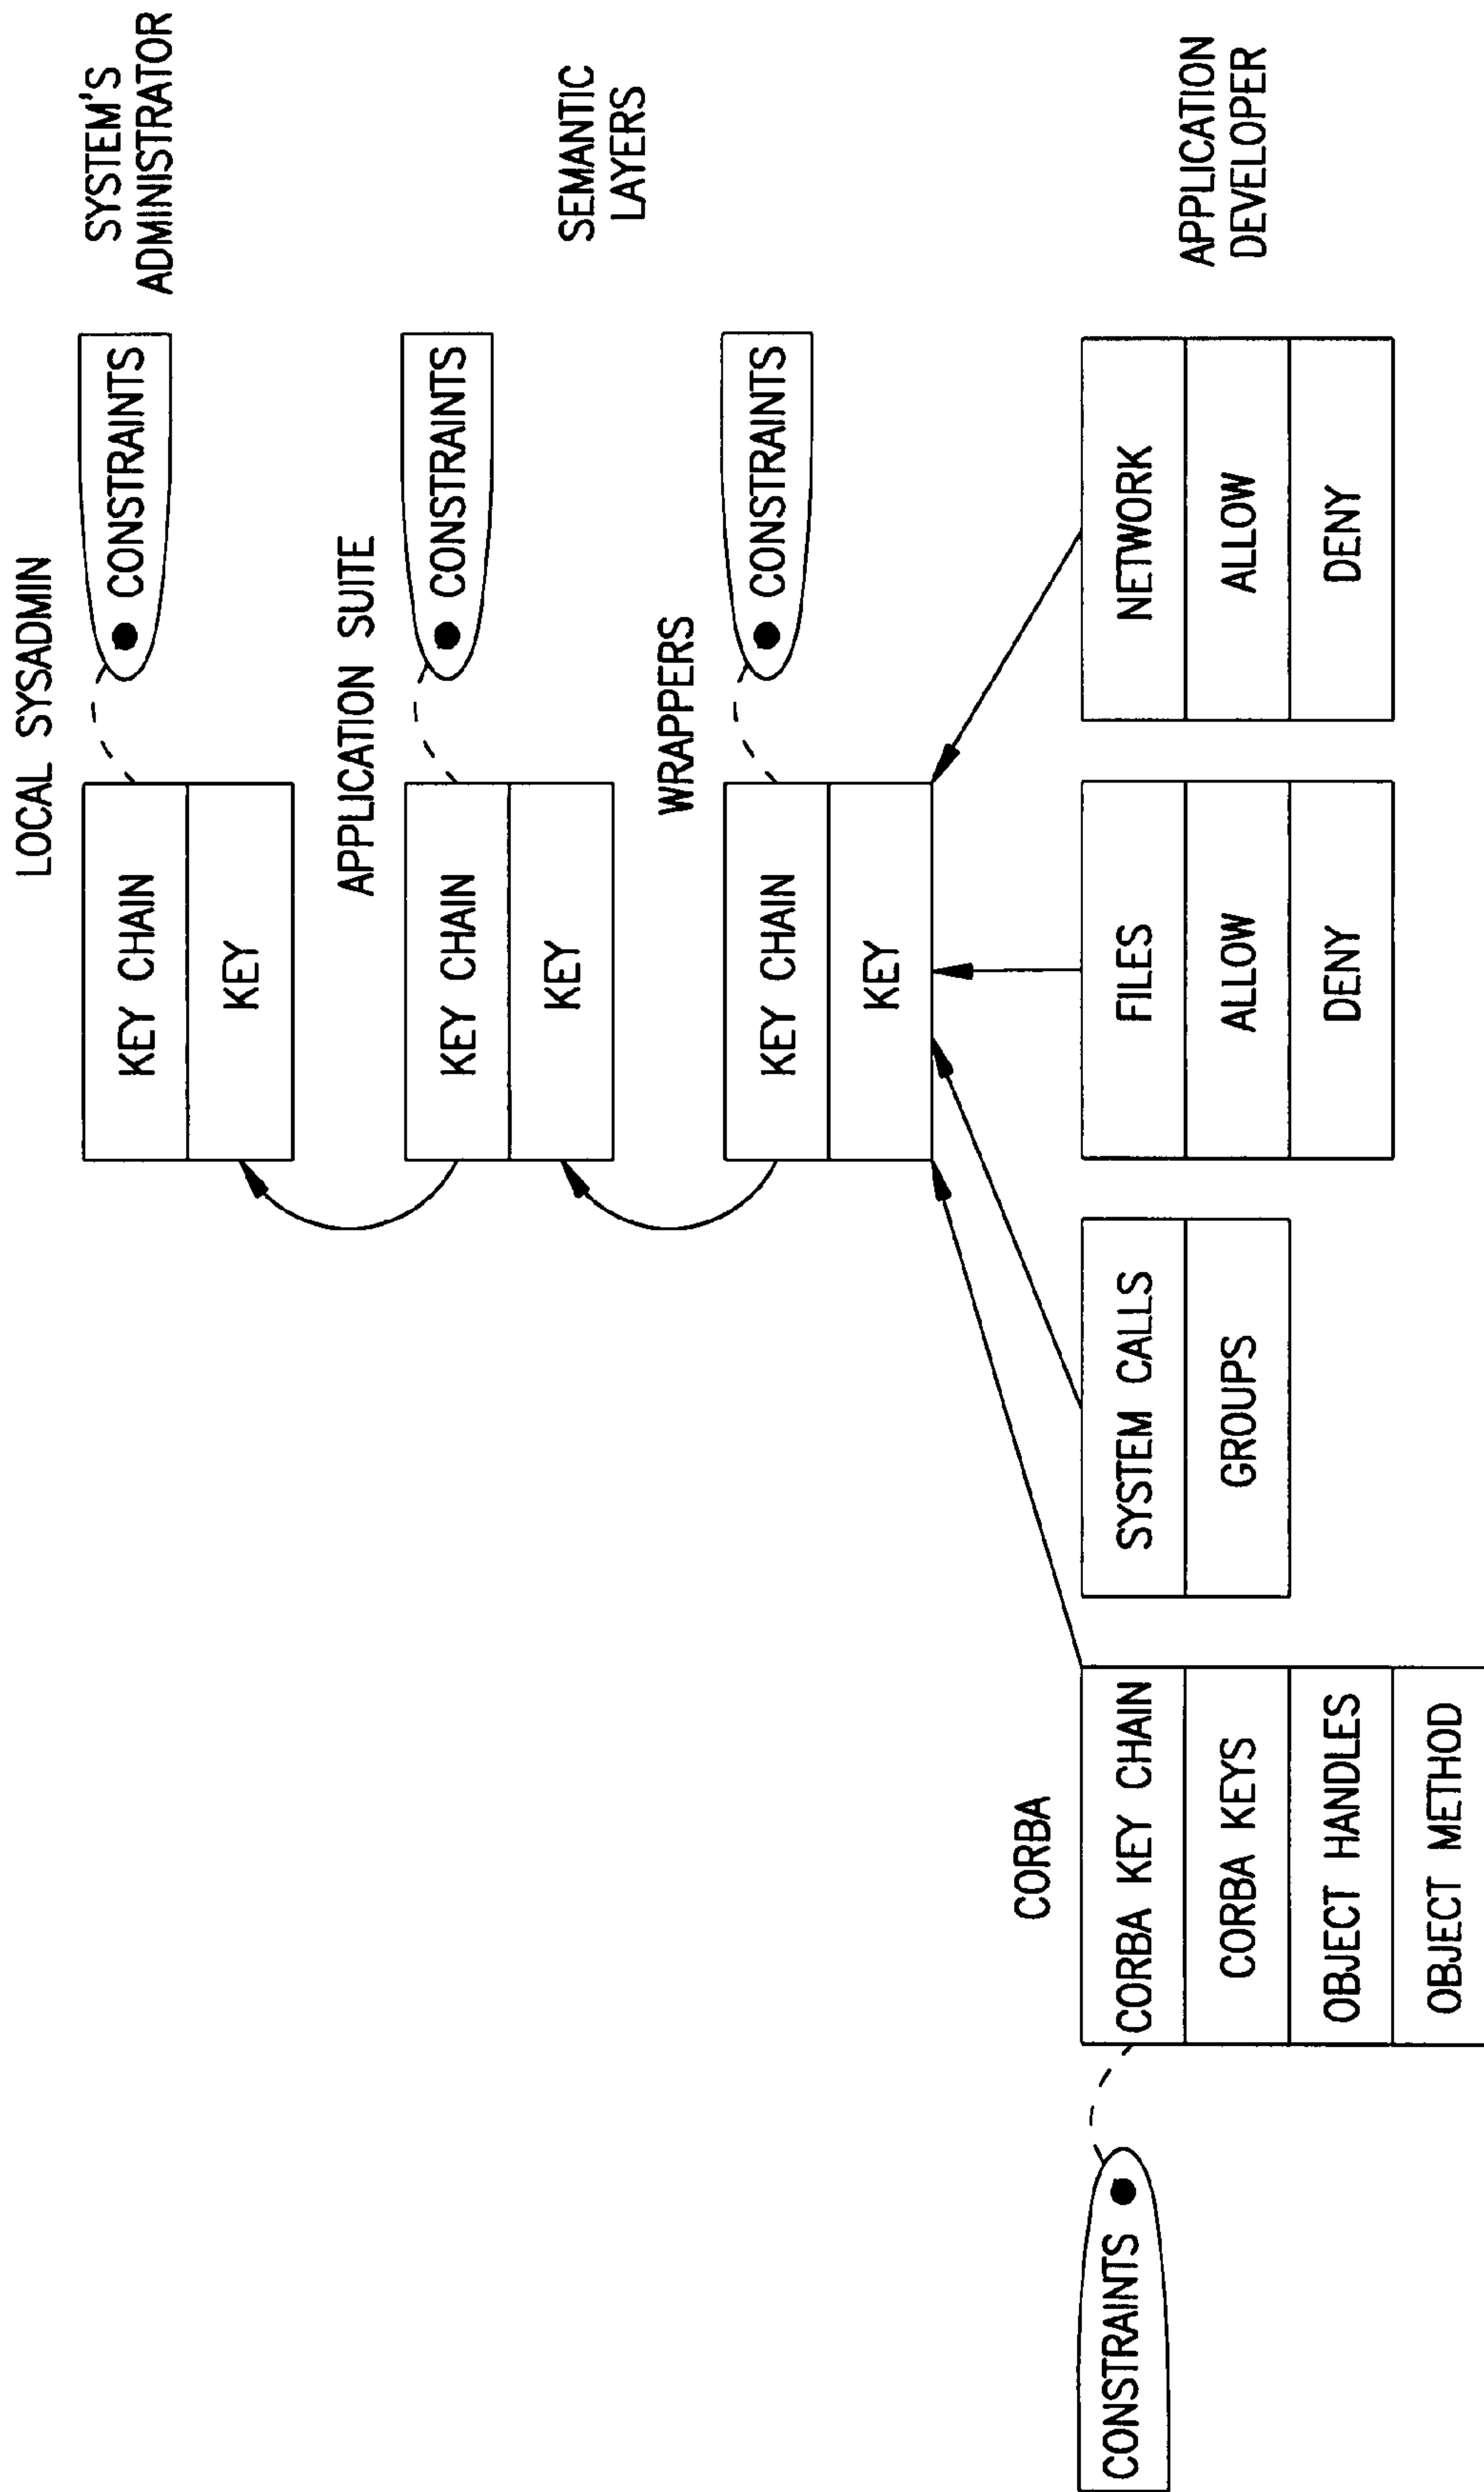 LOCAL SYSADMIN
KEY CHAIN
KEY
CONSTRAINTS
SYSTEM'S
ADMINISTRATOR
APPLICATION SUITE
KEY CHAIN
KEY
CONSTRAINTS
SEMANTIC
LAYERS
WRAPPERS
KEY CHAIN
KEY
CONSTRAINTS
CORBA
CONSTRAINTS
CORBA KEY CHAIN
CORBA KEYS
OBJECT HANDLES
OBJECT METHOD
SYSTEM CALLS
GROUPS
FILES
ALLOW
DENY
NETWORK
ALLOW
DENY
APPLICATION
DEVELOPER